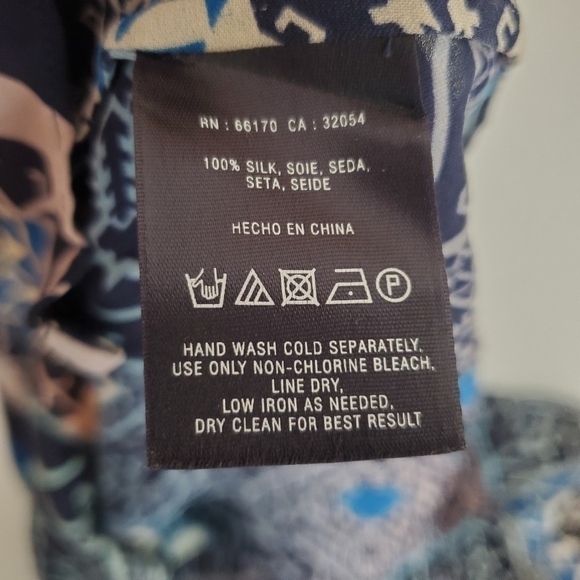 RN : 66170 CA : 32054
100% SILK, SOIE, SEDA,
SETA, SEIDE
HECHO EN CHINA
P
HAND WASH COLD SEPARATELY.
USE ONLY NON-CHLORINE BLEACH,
LINE DRY,
LOW IRON AS NEEDED,
DRY CLEAN FOR BEST RESULT